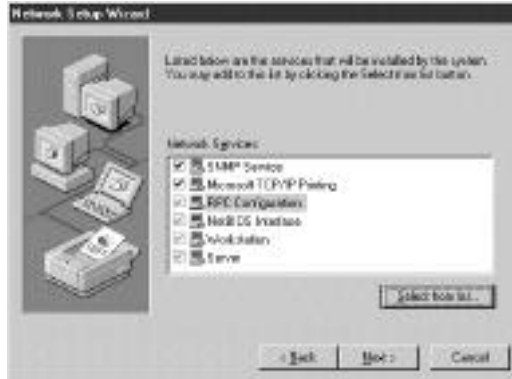 Network Setup Wizard
Listed below are the services that will be installed by the system.
You may add to this list by clicking the Select from list button.
Network Services:
SNMP Service
Microsoft TCP/IP Printing
RPC Configuration
NetBIOS Interface
Workstation
Server
Select from list...
< Back
Next >
Cancel